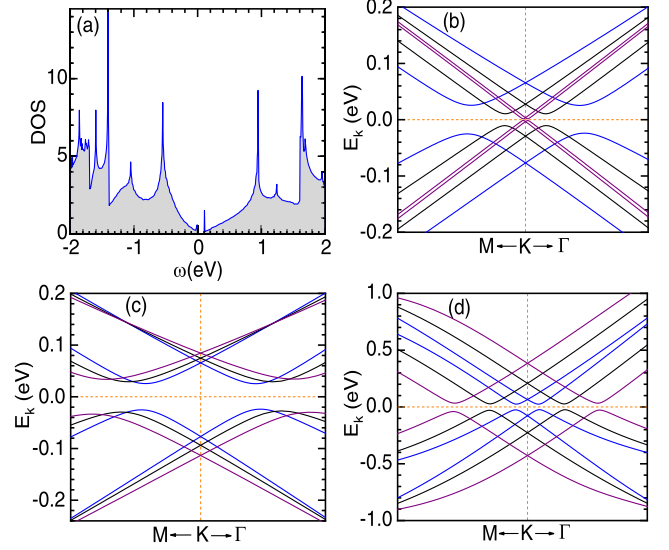 (a)
DOS
10
5
0
-2 -1 0 1 2
ω(eV)
(b)
E_k (eV)
0.2
0.1
0.0
-0.1
-0.2
M←K→Γ
(c)
E_k (eV)
0.2
0.1
0.0
-0.1
-0.2
M←K→Γ
(d)
E_k (eV)
1.0
0.5
0.0
-0.5
-1.0
M←K→Γ